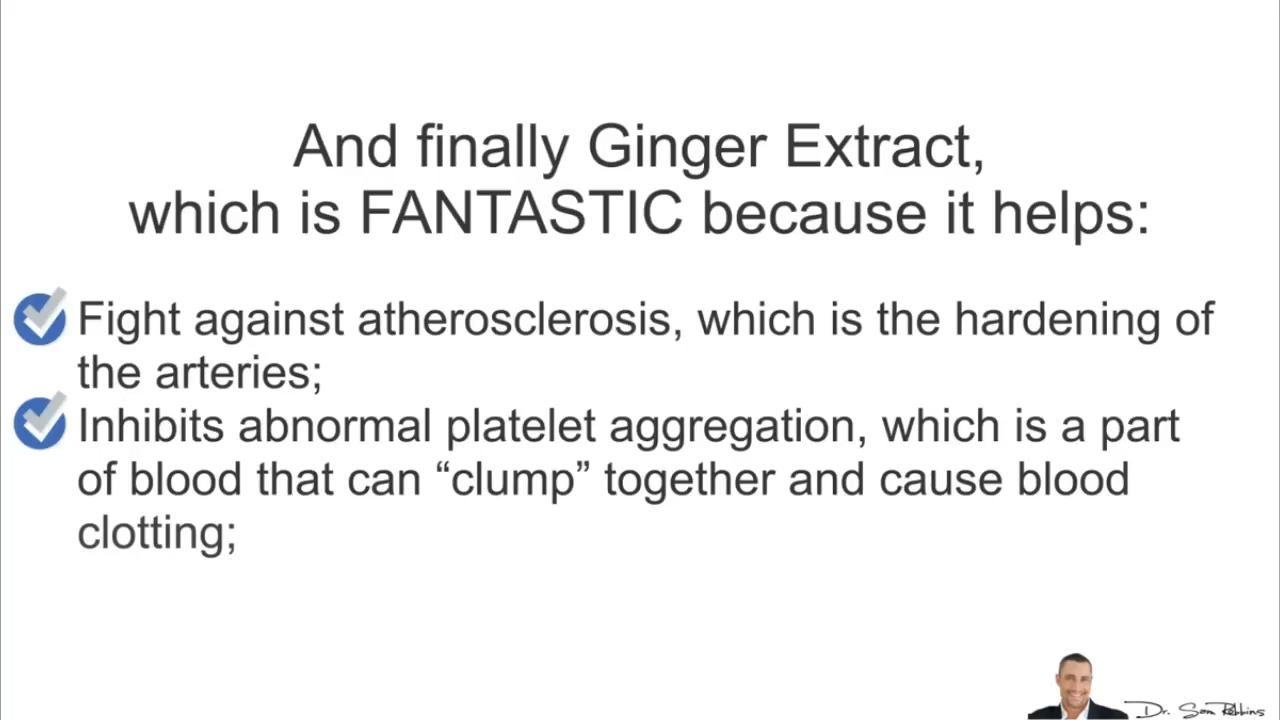 And finally Ginger Extract,
which is FANTASTIC because it helps:
Fight against atherosclerosis, which is the hardening of
the arteries;
Inhibits abnormal platelet aggregation, which is a part
of blood that can “clump” together and cause blood
clotting;
Dr. Sam Robbins